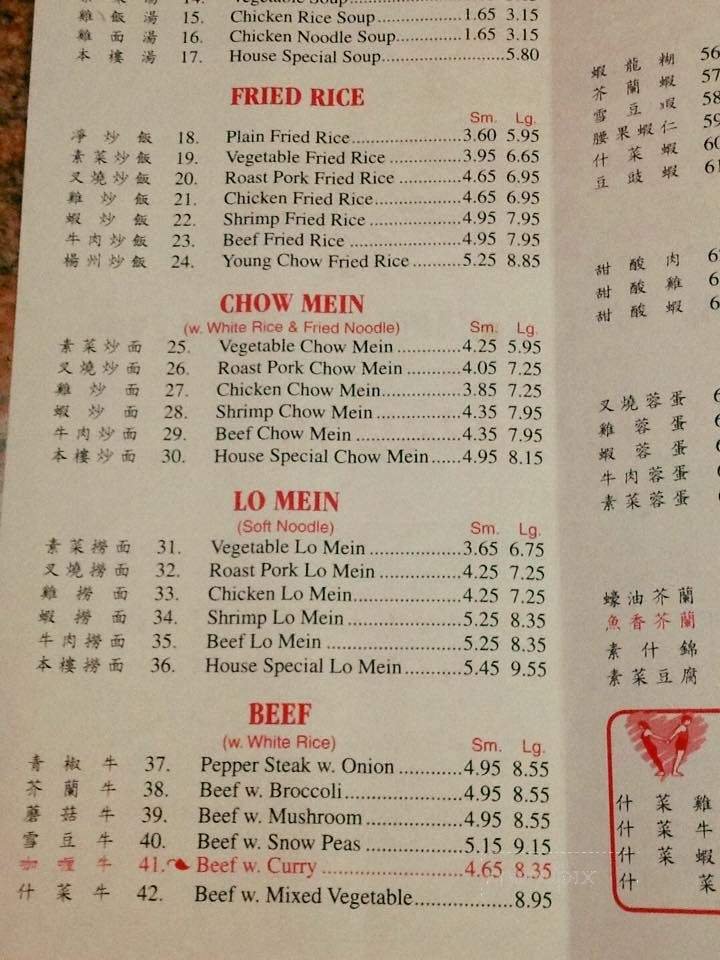 14. Vegetable Soup
雞 飯 湯 15. Chicken Rice Soup 1.65 3.15
雞 面 湯 16. Chicken Noodle Soup 1.65 3.15
本 樓 湯 17. House Special Soup 5.80
FRIED RICE
Sm. Lg.
淨 炒 飯 18. Plain Fried Rice 3.60 5.95
素菜炒飯 19. Vegetable Fried Rice 3.95 6.65
叉燒炒飯 20. Roast Pork Fried Rice 4.65 6.95
雞 炒 飯 21. Chicken Fried Rice 4.65 6.95
蝦 炒 飯 22. Shrimp Fried Rice 4.95 7.95
牛肉炒飯 23. Beef Fried Rice 4.95 7.95
楊州炒飯 24. Young Chow Fried Rice 5.25 8.85
CHOW MEIN
(w. White Rice & Fried Noodle) Sm. Lg.
素菜炒面 25. Vegetable Chow Mein 4.25 5.95
叉燒炒面 26. Roast Pork Chow Mein 4.05 7.25
雞 炒 面 27. Chicken Chow Mein 3.85 7.25
蝦 炒 面 28. Shrimp Chow Mein 4.35 7.95
牛肉炒面 29. Beef Chow Mein 4.35 7.95
本樓炒面 30. House Special Chow Mein 4.95 8.15
LO MEIN
(Soft Noodle) Sm. Lg.
素菜撈面 31. Vegetable Lo Mein 3.65 6.75
叉燒撈面 32. Roast Pork Lo Mein 4.25 7.25
雞 撈 面 33. Chicken Lo Mein 4.25 7.25
蝦 撈 面 34. Shrimp Lo Mein 5.25 8.35
牛肉撈面 35. Beef Lo Mein 5.25 8.35
本樓撈面 36. House Special Lo Mein 5.45 9.55
BEEF
(w. White Rice) Sm. Lg.
青 椒 牛 37. Pepper Steak w. Onion 4.95 8.55
芥 蘭 牛 38. Beef w. Broccoli 4.95 8.55
蘑 菇 牛 39. Beef w. Mushroom 4.95 8.55
雪 豆 牛 40. Beef w. Snow Peas 5.15 9.15
咖 喱 牛 41. Beef w. Curry 4.65 8.35
什 菜 牛 42. Beef w. Mixed Vegetable 8.95
蝦 龍 糊 56
芥 蘭 蝦 57
雪 豆 蝦 58
腰果蝦仁 59
什 菜 蝦 60
豆 豉 蝦 61
甜 酸 肉
甜 酸 雞
甜 酸 蝦
叉燒蓉蛋
雞 蓉 蛋
蝦 蓉 蛋
牛肉蓉蛋
素菜蓉蛋
蠔油芥蘭
魚香芥蘭
素 什 錦
素菜豆腐
什 菜 雞
什 菜 牛
什 菜 蝦
什 菜